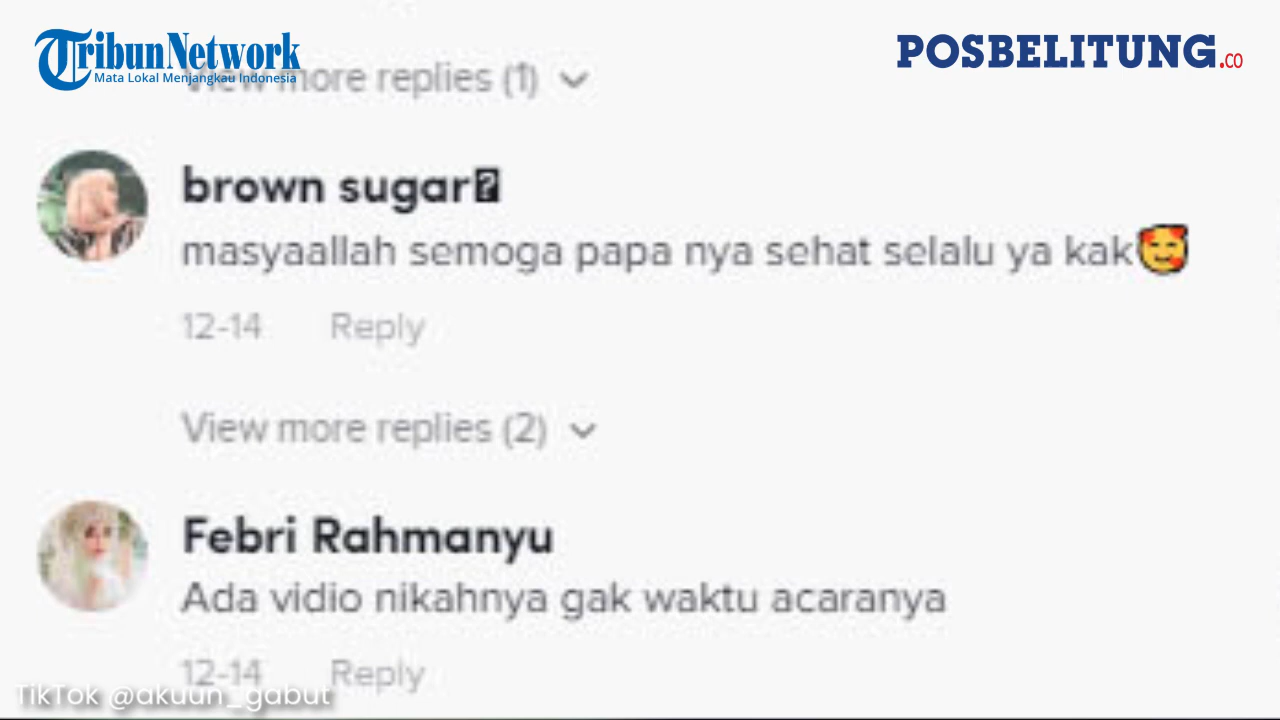 TribunNetwork
Mata Lokal Menjangkau Indonesia
POSBELITUNG.co
View more replies (1)
brown sugar
masyaallah semoga papa nya sehat selalu ya kak🥰
12-14 Reply
View more replies (2)
Febri Rahmanyu
Ada vidio nikahnya gak waktu acaranya
12-14 Reply
TikTok @akuun_gabut